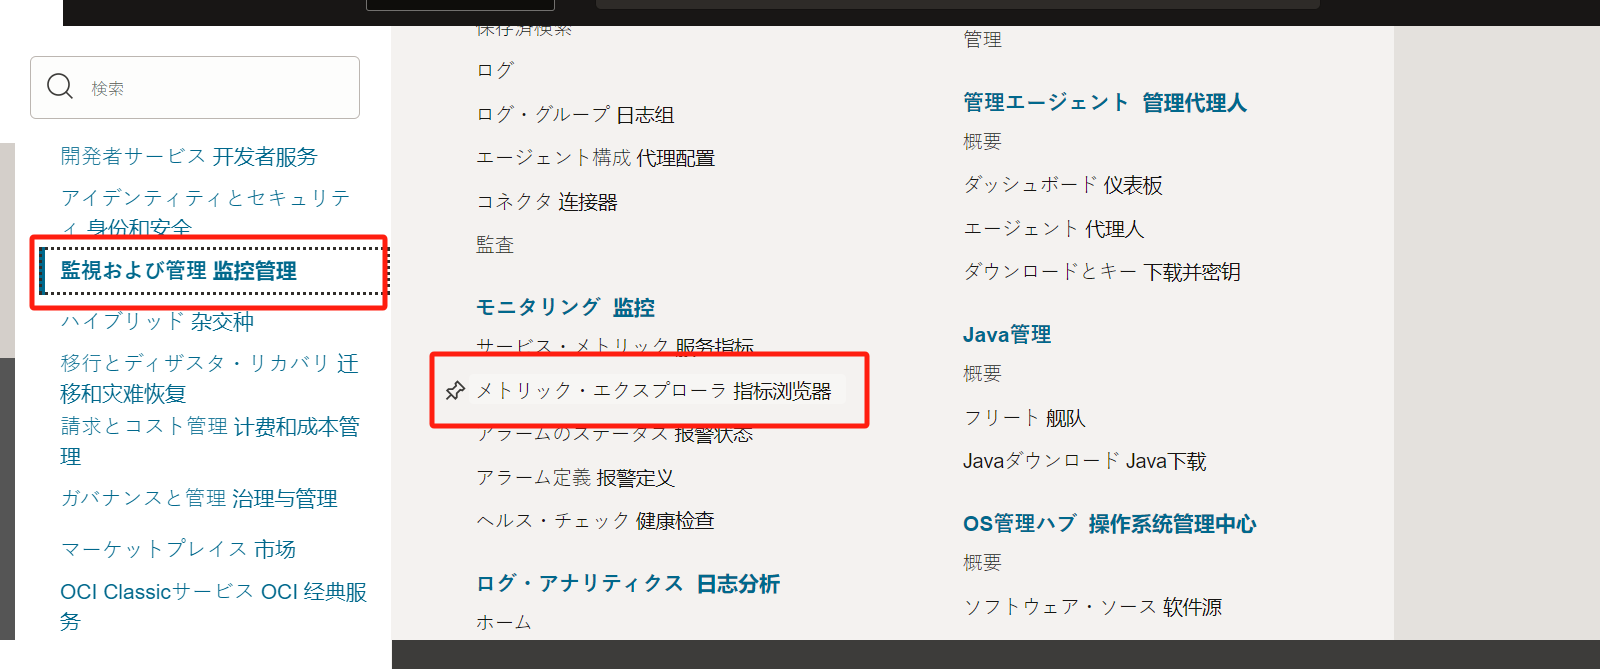 検索
開発者サービス 开发者服务
アイデンティティとセキュリテ
ィ 身份和安全
監視および管理 监控管理
ハイブリッド 杂交种
移行とディザスタ・リカバリ 迁
移和灾难恢复
請求とコスト管理 计费和成本管
理
ガバナンスと管理 治理与管理
マーケットプレイス 市场
OCI Classicサービス OCI 经典服
务
保存済検索
ログ
ログ・グループ 日志组
エージェント構成 代理配置
コネクタ 连接器
監査
モニタリング 监控
サービス・メトリック 服务指标
メトリック・エクスプローラ 指标浏览器
アラームのステータス 报警状态
アラーム定義 报警定义
ヘルス・チェック 健康检查
ログ・アナリティクス 日志分析
ホーム
管理
管理エージェント 管理代理人
概要
ダッシュボード 仪表板
エージェント 代理人
ダウンロードとキー 下载并密钥
Java管理
概要
フリート 舰队
Javaダウンロード Java下载
OS管理ハブ 操作系统管理中心
概要
ソフトウェア・ソース 软件源